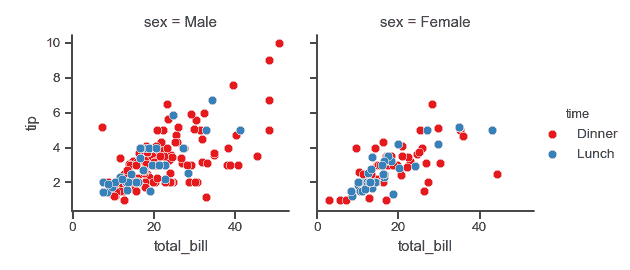 sex = Male
sex = Female
10
8
6
4
2
tip
0
20
40
total_bill
0
20
40
total_bill
time
Dinner
Lunch